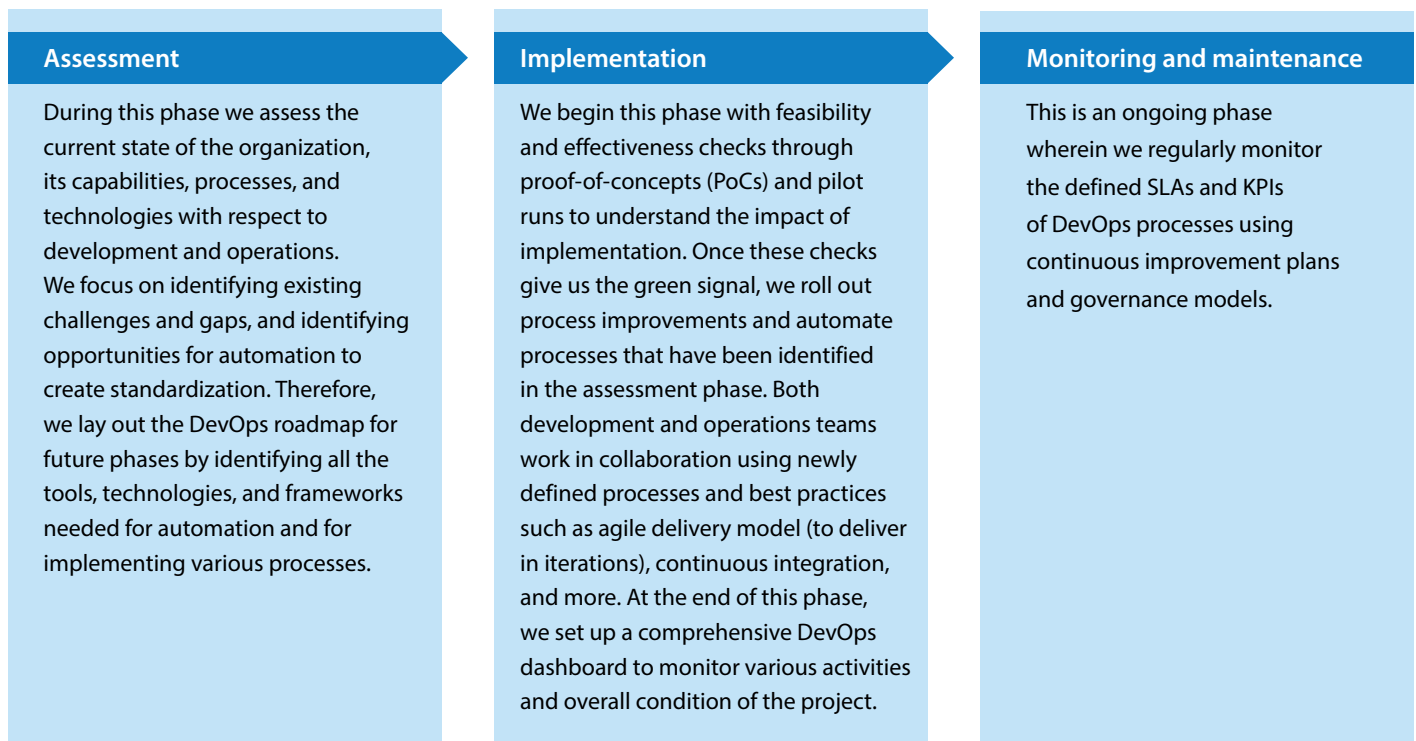 Assessment
During this phase we assess the
current state of the organization,
its capabilities, processes, and
technologies with respect to
development and operations.
We focus on identifying existing
challenges and gaps, and identifying
opportunities for automation to
create standardization. Therefore,
we lay out the DevOps roadmap for
future phases by identifying all the
tools, technologies, and frameworks
needed for automation and for
implementing various processes.
Implementation
We begin this phase with feasibility
and effectiveness checks through
proof-of-concepts (PoCs) and pilot
runs to understand the impact of
implementation. Once these checks
give us the green signal, we roll out
process improvements and automate
processes that have been identified
in the assessment phase. Both
development and operations teams
work in collaboration using newly
defined processes and best practices
such as agile delivery model (to deliver
in iterations), continuous integration,
and more. At the end of this phase,
we set up a comprehensive DevOps
dashboard to monitor various activities
and overall condition of the project.
Monitoring and maintenance
This is an ongoing phase
wherein we regularly monitor
the defined SLAs and KPIs
of DevOps processes using
continuous improvement plans
and governance models.